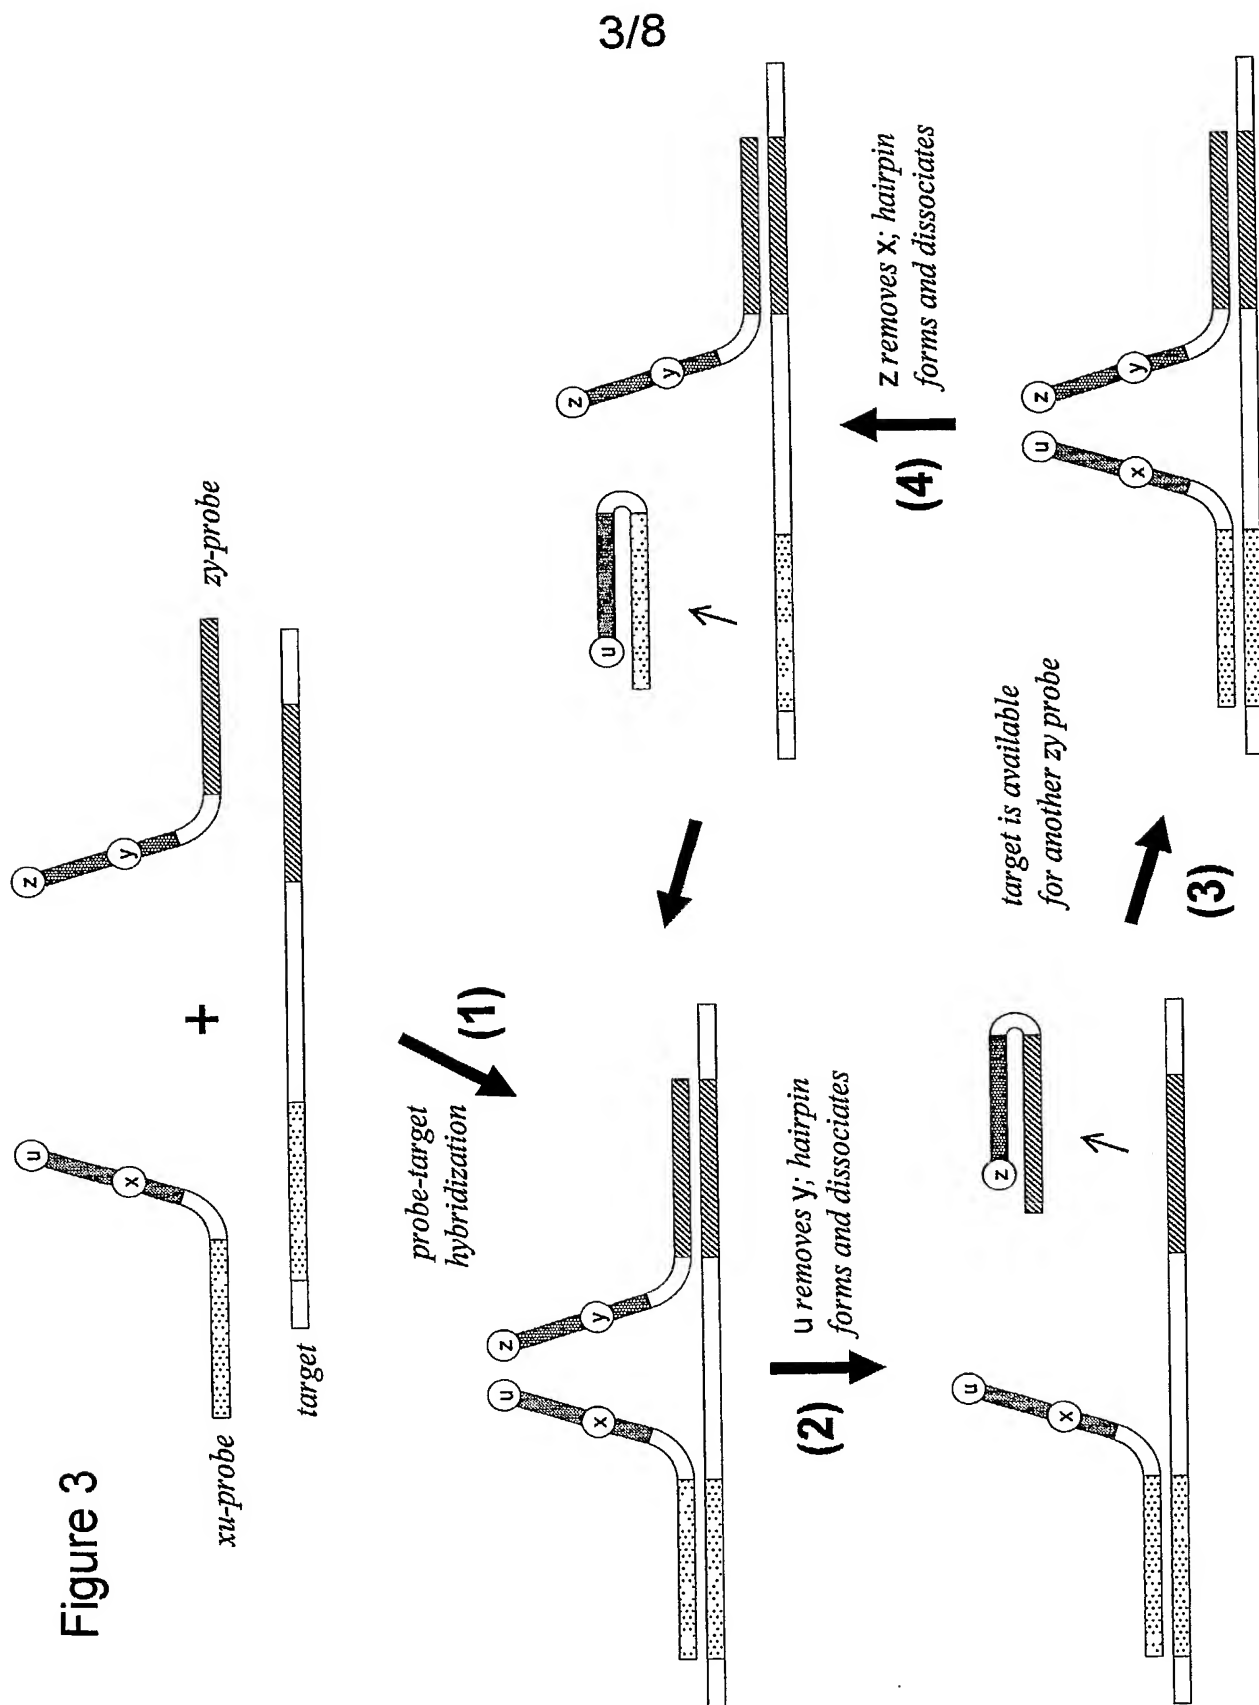 3/8
Figure 3
xu-probe
u
x
+
z
y
zy-probe
target
probe-target
hybridization
(1)
u
x
z
y
u
z
y
(2)
u removes y; hairpin
forms and dissociates
(4)
z removes x; hairpin
forms and dissociates
u
x
z
(3)
target is available
for another zy probe
u
x
z
y